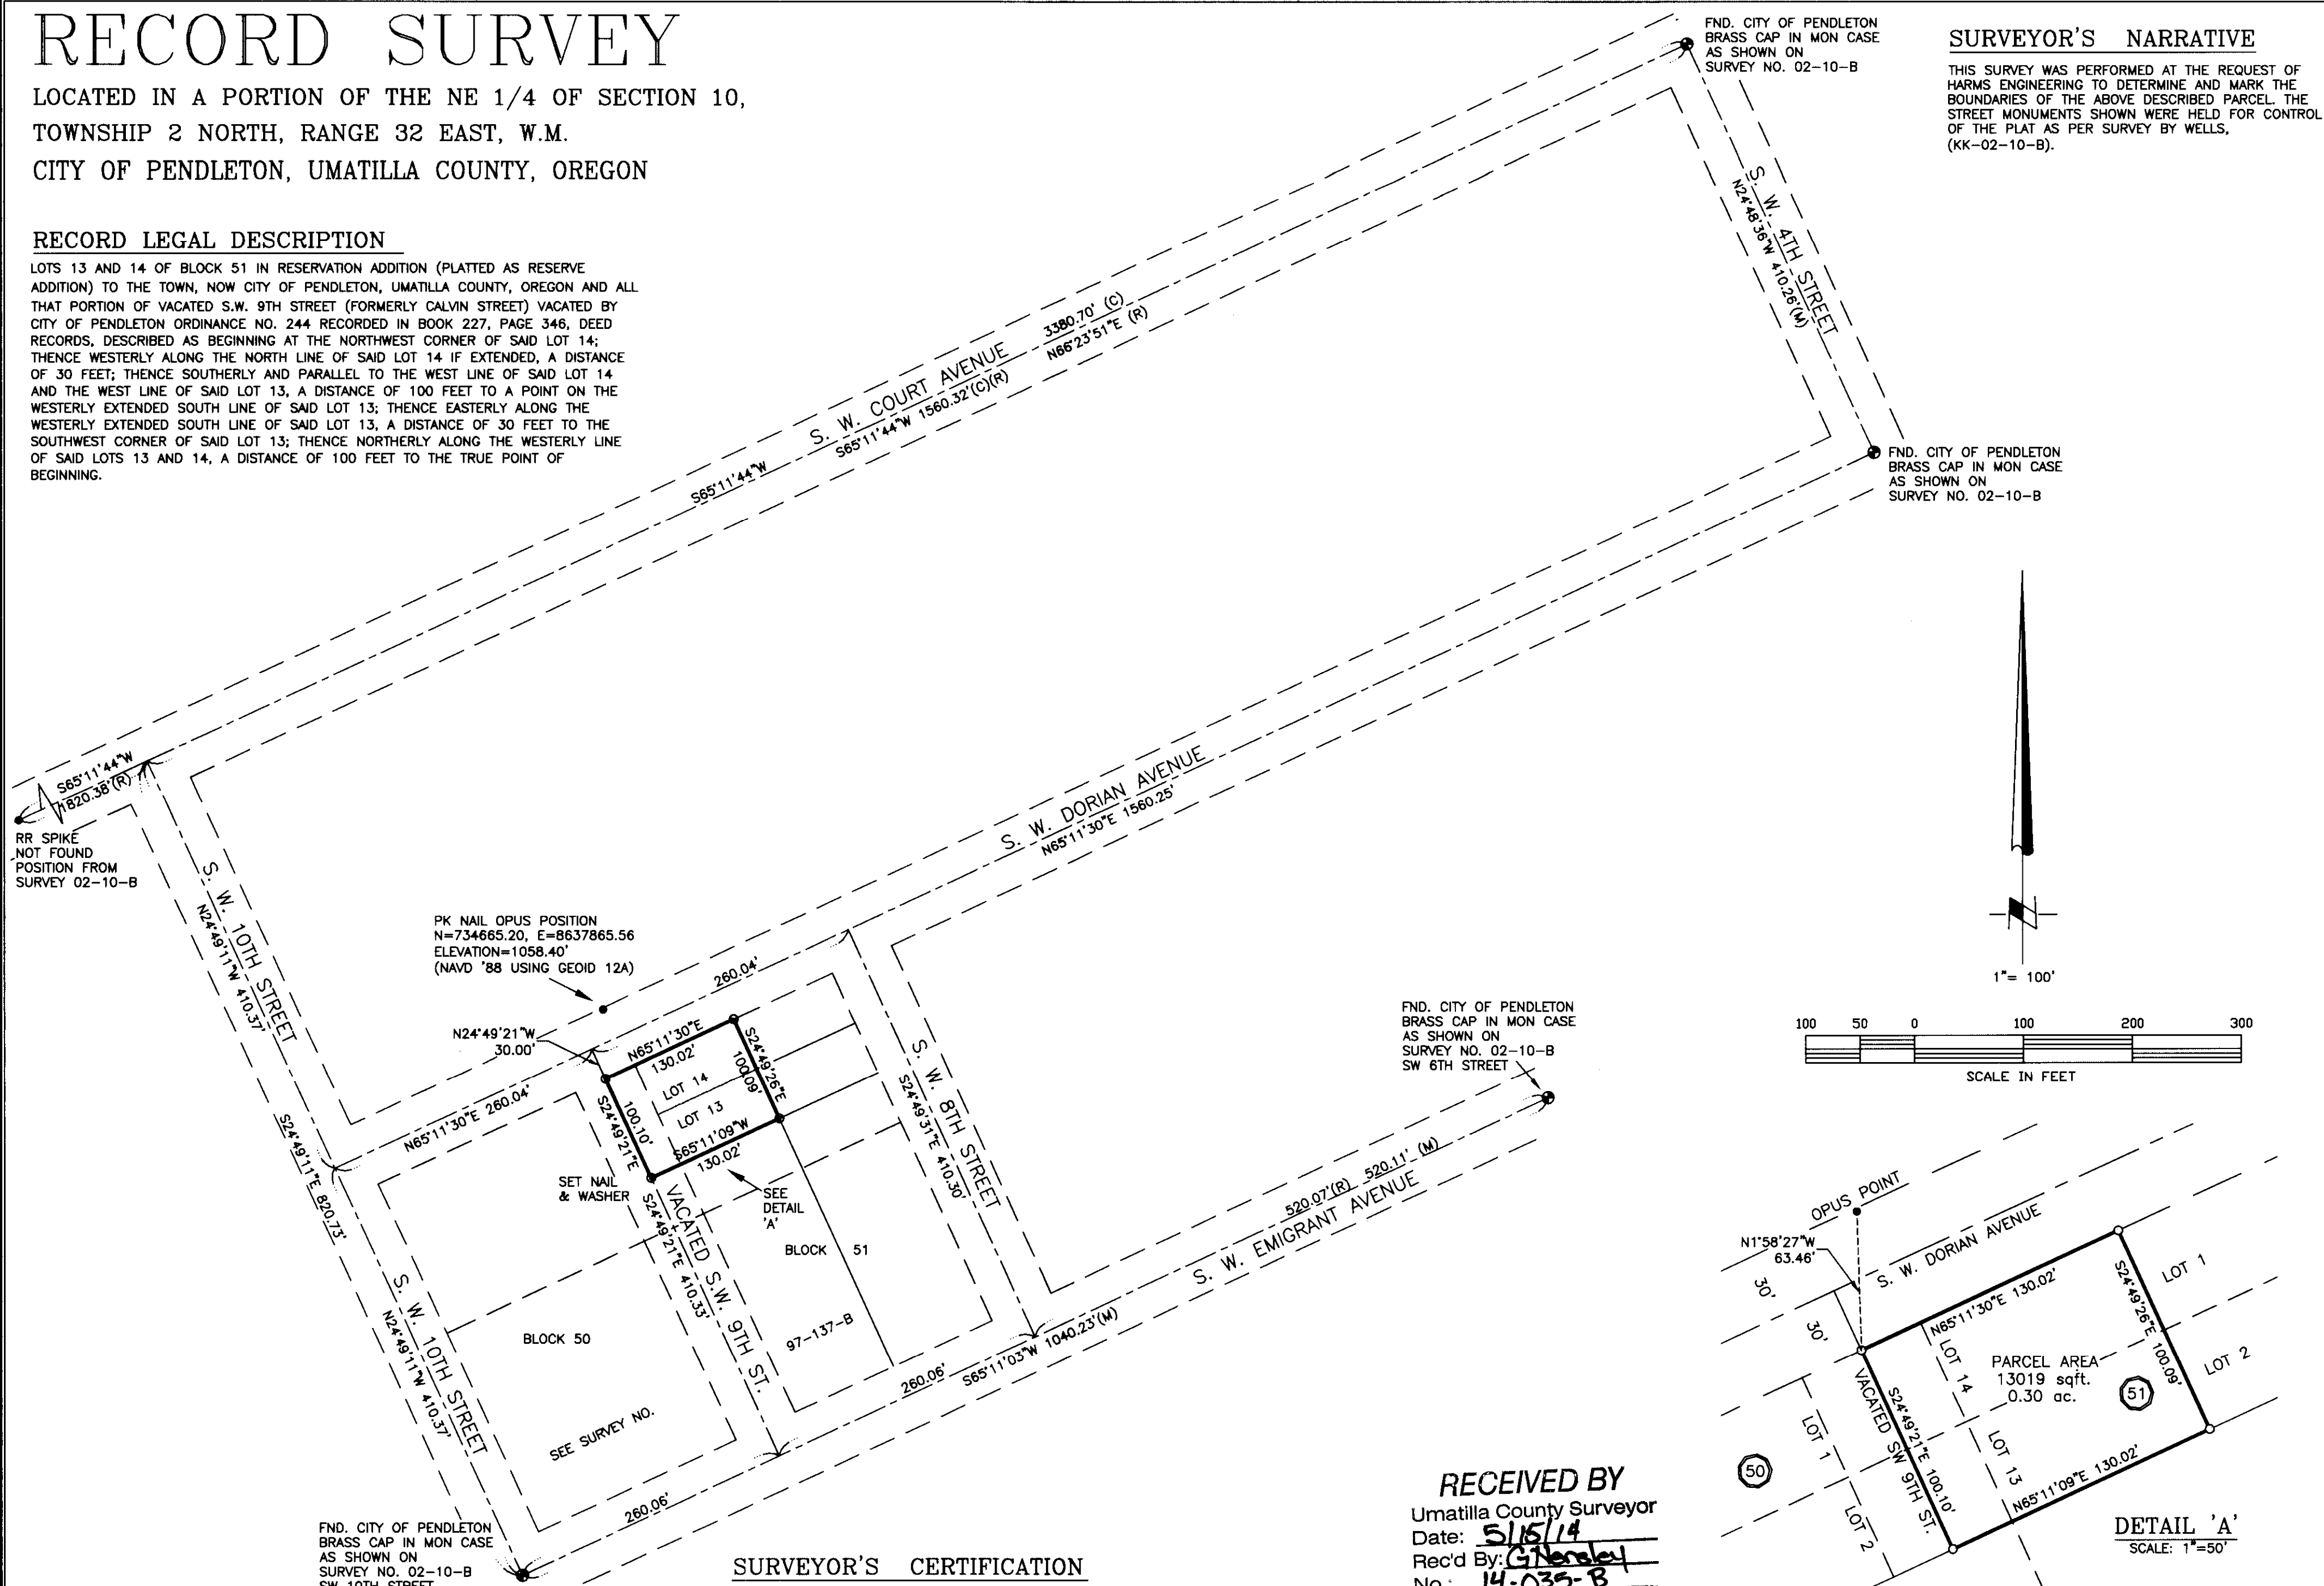 RECORD SURVEY
LOCATED IN A PORTION OF THE NE 1/4 OF SECTION 10,
TOWNSHIP 2 NORTH, RANGE 32 EAST, W.M.
CITY OF PENDLETON, UMATILLA COUNTY, OREGON
RECORD LEGAL DESCRIPTION
LOTS 13 AND 14 OF BLOCK 51 IN RESERVATION ADDITION (PLATTED AS RESERVE
ADDITION) TO THE TOWN, NOW CITY OF PENDLETON, UMATILLA COUNTY, OREGON AND ALL
THAT PORTION OF VACATED S.W. 9TH STREET (FORMERLY CALVIN STREET) VACATED BY
CITY OF PENDLETON ORDINANCE NO. 244 RECORDED IN BOOK 227, PAGE 346, DEED
RECORDS, DESCRIBED AS BEGINNING AT THE NORTHWEST CORNER OF SAID LOT 14;
THENCE WESTERLY ALONG THE NORTH LINE OF SAID LOT 14 IF EXTENDED, A DISTANCE
OF 30 FEET; THENCE SOUTHERLY AND PARALLEL TO THE WEST LINE OF SAID LOT 14
AND THE WEST LINE OF SAID LOT 13, A DISTANCE OF 100 FEET TO A POINT ON THE
WESTERLY EXTENDED SOUTH LINE OF SAID LOT 13; THENCE EASTERLY ALONG THE
WESTERLY EXTENDED SOUTH LINE OF SAID LOT 13, A DISTANCE OF 30 FEET TO THE
SOUTHWEST CORNER OF SAID LOT 13; THENCE NORTHERLY ALONG THE WESTERLY LINE
OF SAID LOTS 13 AND 14, A DISTANCE OF 100 FEET TO THE TRUE POINT OF
BEGINNING.
FND. CITY OF PENDLETON
BRASS CAP IN MON CASE
AS SHOWN ON
SURVEY NO. 02-10-B
SURVEYOR'S NARRATIVE
THIS SURVEY WAS PERFORMED AT THE REQUEST OF
HARMS ENGINEERING TO DETERMINE AND MARK THE
BOUNDARIES OF THE ABOVE DESCRIBED PARCEL. THE
STREET MONUMENTS SHOWN WERE HELD FOR CONTROL
OF THE PLAT AS PER SURVEY BY WELLS,
(KK-02-10-B).
S. W. 4TH STREET
N24°48'36"W 410.26'(M)
3380.70' (C)
N66°23'51"E (R)
S. W. COURT AVENUE
S65°11'44"W 1560.32'(C)(R)
S65°11'44"W
FND. CITY OF PENDLETON
BRASS CAP IN MON CASE
AS SHOWN ON
SURVEY NO. 02-10-B
S65°11'44"W
1820.38'(R)
RR SPIKE
NOT FOUND
POSITION FROM
SURVEY 02-10-B
S. W. 10TH STREET
N24°49'11"W 410.37'
S. W. DORIAN AVENUE
N65°11'30"E 1560.25'
PK NAIL OPUS POSITION
N=734665.20, E=8637865.56
ELEVATION=1058.40'
(NAVD '88 USING GEOID 12A)
260.04'
N24°49'21"W
30.00'
N65°11'30"E
130.02'
S24°49'26"E
100.09'
LOT 14
LOT 13
100.10'
S24°49'21"E
S65°11'09"W
130.02'
N65°11'30"E 260.04'
S24°49'11"E 820.73'
SET NAIL
& WASHER
SEE
DETAIL
'A'
VACATED S.W. 9TH ST.
S24°49'21"E 410.33'
BLOCK 51
97-137-B
BLOCK 50
SEE SURVEY NO.
S. W. 8TH STREET
S24°49'31"E 410.30'
S. W. 10TH STREET
N24°49'11"W 410.37'
FND. CITY OF PENDLETON
BRASS CAP IN MON CASE
AS SHOWN ON
SURVEY NO. 02-10-B
SW 6TH STREET
520.07'(R) 520.11' (M)
S. W. EMIGRANT AVENUE
S65°11'03"W 1040.23'(M)
260.06'
260.06'
1"= 100'
100 50 0 100 200 300
SCALE IN FEET
OPUS POINT
N1°58'27"W
63.46'
S. W. DORIAN AVENUE
30'
30'
N65°11'30"E 130.02'
S24°49'26"E 100.09'
LOT 1
LOT 2
LOT 14
PARCEL AREA
13019 sqft.
0.30 ac.
51
VACATED SW 9TH ST.
S24°49'21"E 100.10'
LOT 13
N65°11'09"E 130.02'
LOT 1
LOT 2
50
DETAIL 'A'
SCALE: 1"=50'
FND. CITY OF PENDLETON
BRASS CAP IN MON CASE
AS SHOWN ON
SURVEY NO. 02-10-B
SW 10TH STREET
SURVEYOR'S CERTIFICATION
RECEIVED BY
Umatilla County Surveyor
Date: 5/15/14
Rec'd By:
No.: 14-035-B